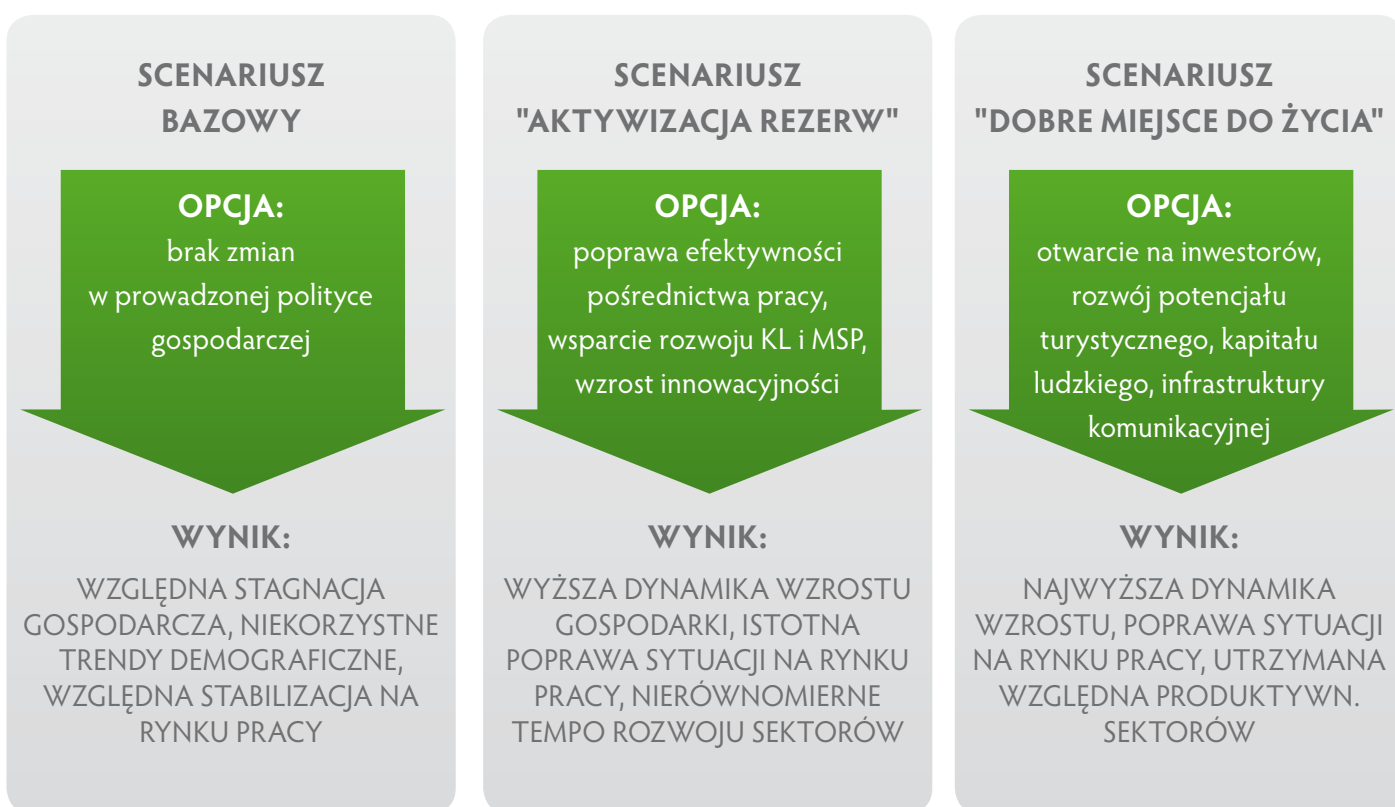 SCENARIUSZ
BAZOWY
OPCJA:
brak zmian
w prowadzonej polityce
gospodarczej
WYNIK:
WZGLĘDNA STAGNACJA
GOSPODARCZA, NIEKORZYSTNE
TRENDY DEMOGRAFICZNE,
WZGLĘDNA STABILIZACJA NA
RYNKU PRACY
SCENARIUSZ
"AKTYWIZACJA REZERW"
OPCJA:
poprawa efektywności
pośrednictwa pracy,
wsparcie rozwoju KL i MSP,
wzrost innowacyjności
WYNIK:
WYŻSZA DYNAMIKA WZROSTU
GOSPODARKI, ISTOTNA
POPRAWA SYTUACJI NA RYNKU
PRACY, NIERÓWNOMIERNE
TEMPO ROZWOJU SEKTORÓW
SCENARIUSZ
"DOBRE MIEJSCE DO ŻYCIA"
OPCJA:
otwarcie na inwestorów,
rozwój potencjału
turystycznego, kapitału
ludzkiego, infrastruktury
komunikacyjnej
WYNIK:
NAJWYŻSZA DYNAMIKA
WZROSTU, POPRAWA SYTUACJI
NA RYNKU PRACY, UTRZYMANA
WZGLĘDNA PRODUKTYWN.
SEKTORÓW